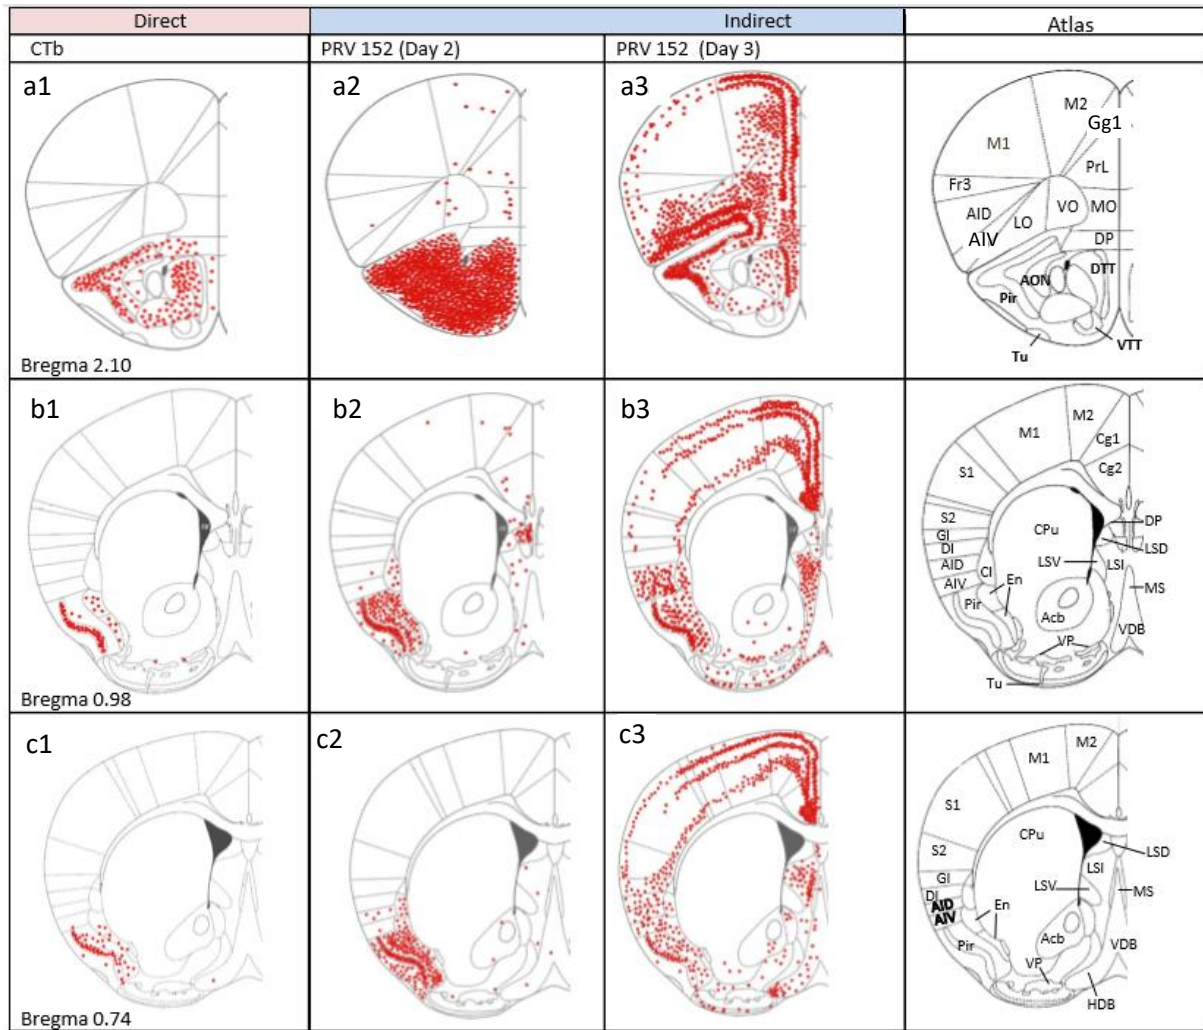 Direct Indirect Atlas
CTb PRV 152 (Day 2) PRV 152 (Day 3)
a1 a2 a3
M2
Gg1
M1
PrL
Fr3
AID VO MO
LO
AIV
DP
DTT
AON
Pir
VTT
Tu
Bregma 2.10
b1 b2 b3
M2
M1
Cg1
S1 Cg2
S2 DP
CPu
GI
DI LSD
LSV LSI
AID CI
En
AIV MS
Pir
Acb
VDB
VP
Tu
Bregma 0.98
c1 c2 c3
M2
M1
S1
CPu
S2 LSD
LSI
GI
LSV MS
DI
AID En
AIV
Pir Acb VDB
VP
HDB
Bregma 0.74